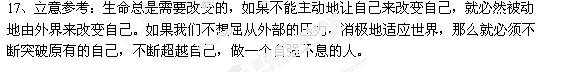 17、立意参考：生命总是需要改变的，如果不能主动地让自己来改变自己，就必然被动
地由外界来改变自己。如果我们不想屈从外部的压力，消极地适应世界，那么就必须不
断突破原有的自己，不断超越自己，做一个自强不息的人。